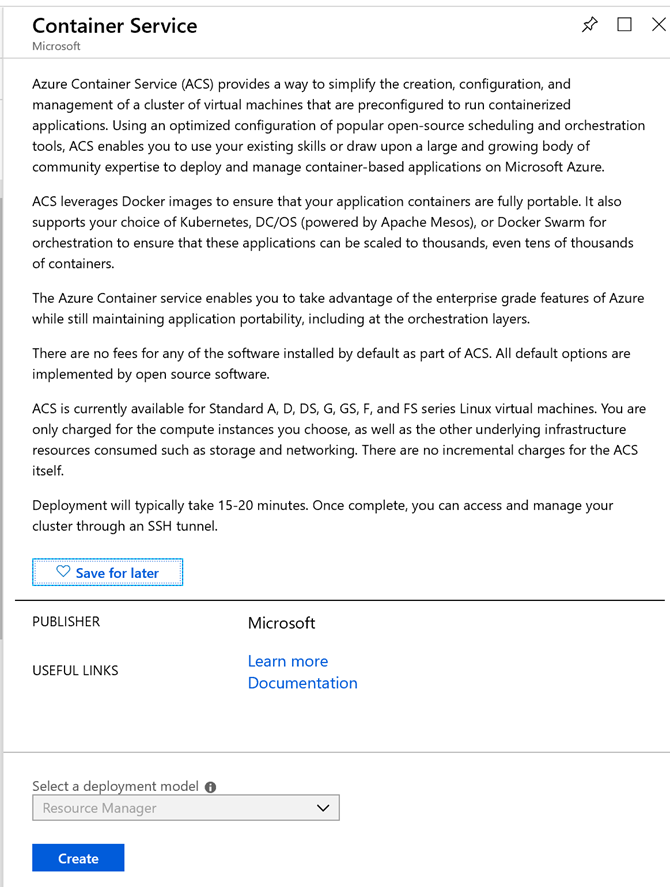 Container Service
Microsoft
Azure Container Service (ACS) provides a way to simplify the creation, configuration, and
management of a cluster of virtual machines that are preconfigured to run containerized
applications. Using an optimized configuration of popular open-source scheduling and orchestration
tools, ACS enables you to use your existing skills or draw upon a large and growing body of
community expertise to deploy and manage container-based applications on Microsoft Azure.
ACS leverages Docker images to ensure that your application containers are fully portable. It also
supports your choice of Kubernetes, DC/OS (powered by Apache Mesos), or Docker Swarm for
orchestration to ensure that these applications can be scaled to thousands, even tens of thousands
of containers.
The Azure Container service enables you to take advantage of the enterprise grade features of Azure
while still maintaining application portability, including at the orchestration layers.
There are no fees for any of the software installed by default as part of ACS. All default options are
implemented by open source software.
ACS is currently available for Standard A, D, DS, G, GS, F, and FS series Linux virtual machines. You are
only charged for the compute instances you choose, as well as the other underlying infrastructure
resources consumed such as storage and networking. There are no incremental charges for the ACS
itself.
Deployment will typically take 15-20 minutes. Once complete, you can access and manage your
cluster through an SSH tunnel.
Save for later
PUBLISHER Microsoft
USEFUL LINKS Learn more
Documentation
Select a deployment model
Resource Manager
Create